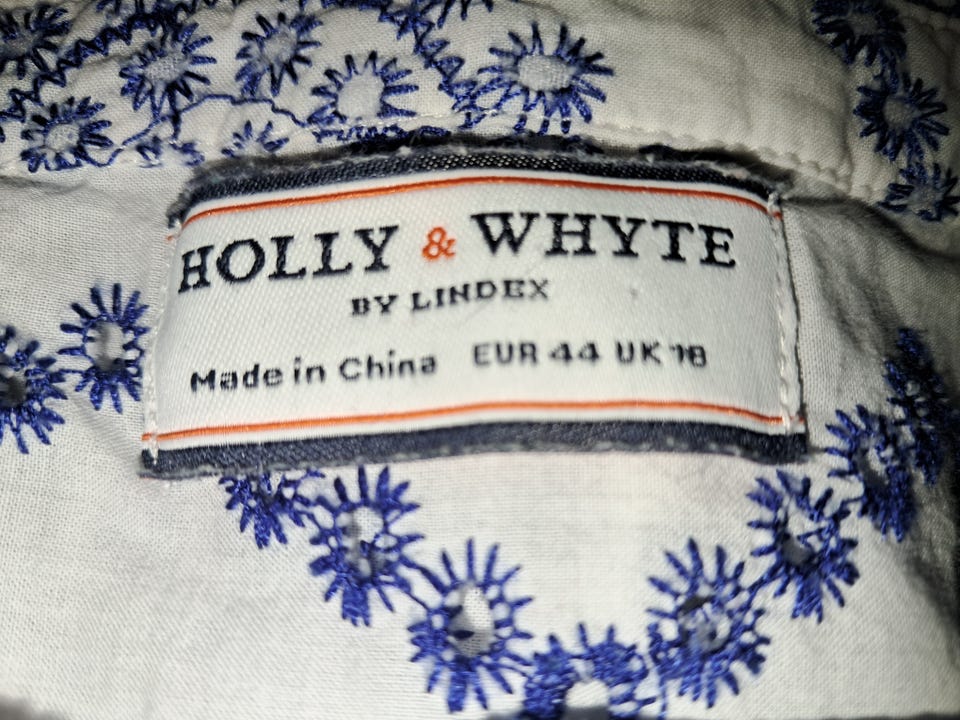 HOLLY & WHYTE
BY LINDEX
Made in China EUR 44 UK 18